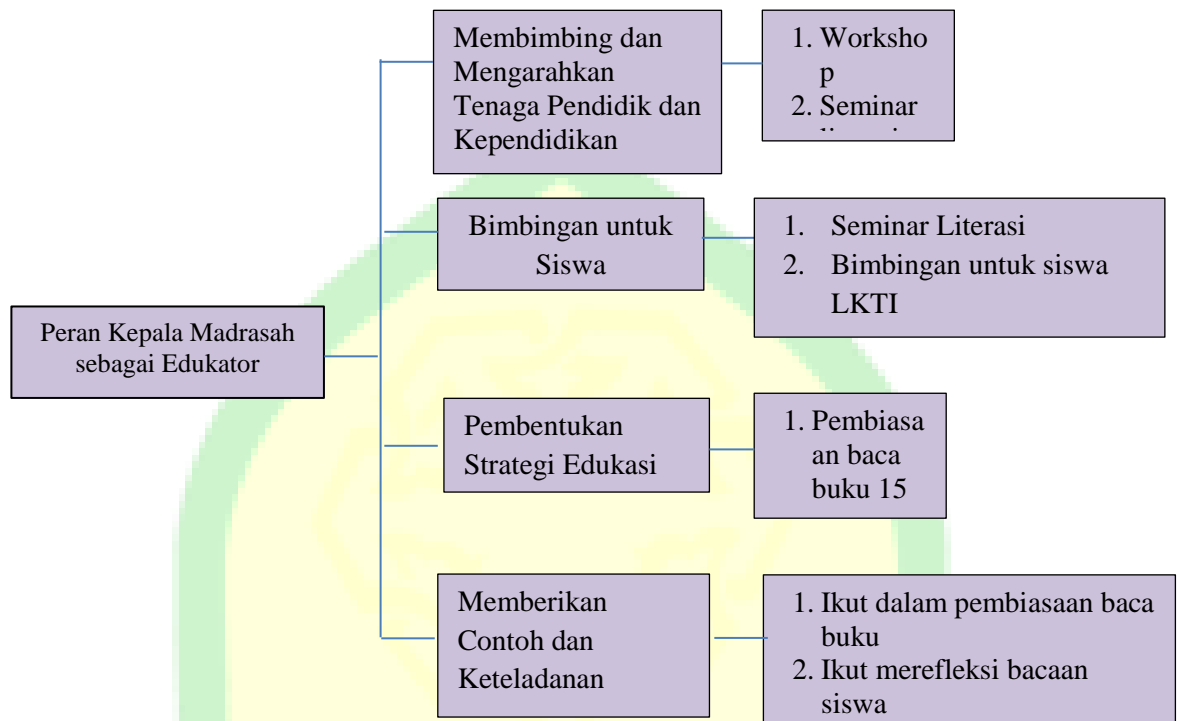 Membimbing dan
Mengarahkan
Tenaga Pendidik dan
Kependidikan
1. Worksho
p
2. Seminar
Bimbingan untuk
Siswa
1. Seminar Literasi
2. Bimbingan untuk siswa
LKTI
Peran Kepala Madrasah
sebagai Edukator
Pembentukan
Strategi Edukasi
1. Pembiasa
an baca
buku 15
Memberikan
Contoh dan
Keteladanan
1. Ikut dalam pembiasaan baca
buku
2. Ikut merefleksi bacaan
siswa